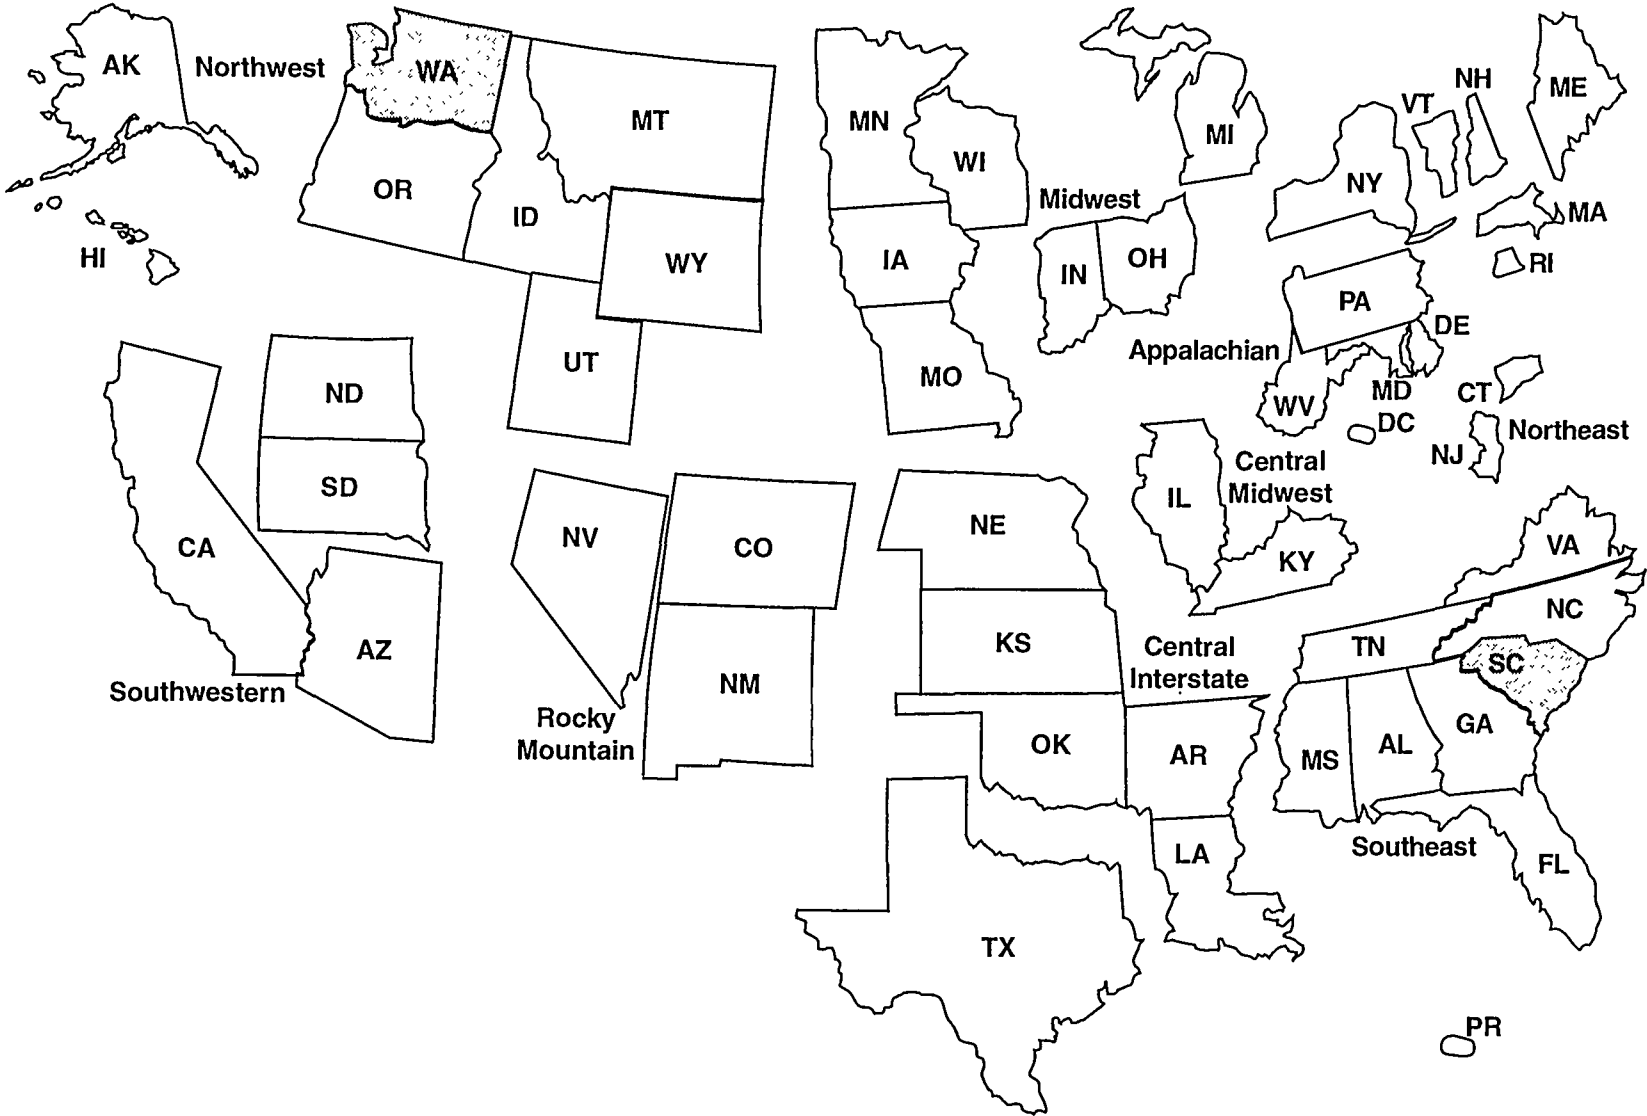 AK
Northwest
WA
MT
OR
ID
WY
UT
HI
MN
WI
IA
MO
Midwest
MI
IN
OH
NY
VT
NH
ME
MA
RI
PA
Appalachian
DE
MD
DC
WV
CT
NJ
Northeast
ND
SD
CA
AZ
Southwestern
NV
CO
NM
Rocky
Mountain
NE
KS
OK
AR
LA
TX
Central
Interstate
IL
KY
Central
Midwest
VA
NC
TN
SC
GA
AL
MS
FL
Southeast
PR